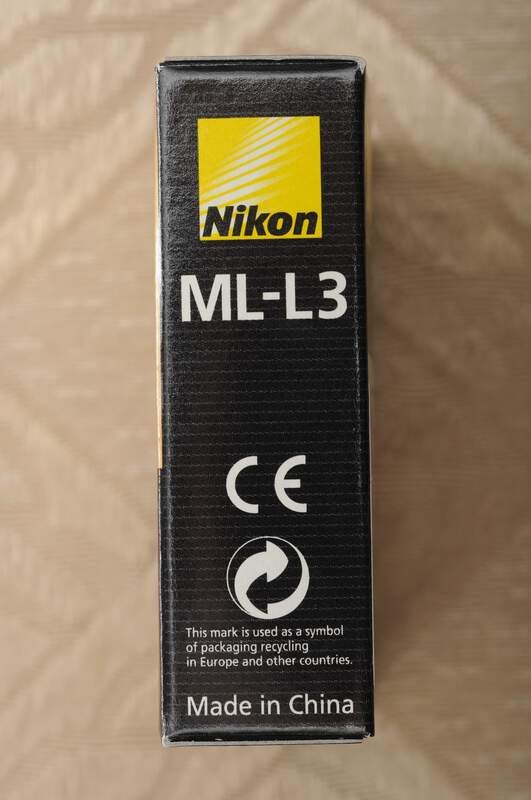 Nikon
ML-L3
CE
This mark is used as a symbol
of packaging recycling
in Europe and other countries.
Made in China